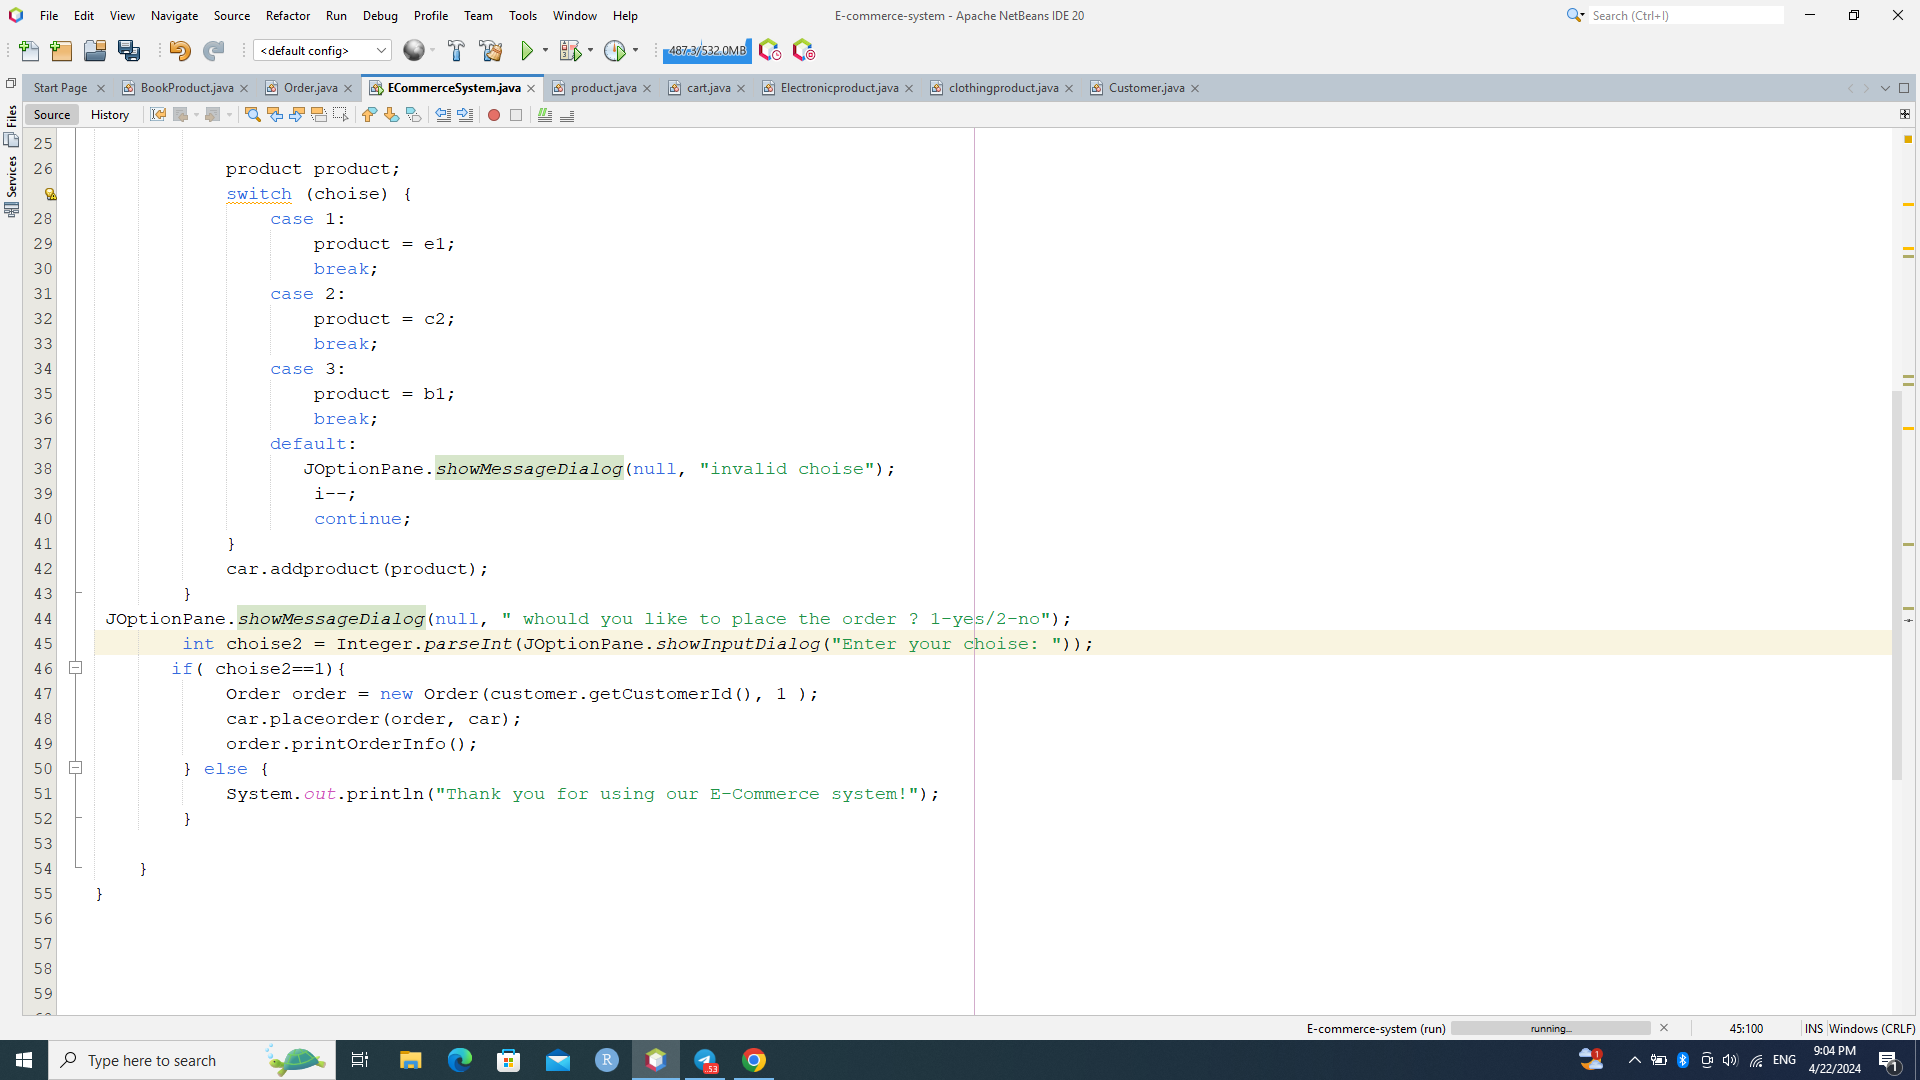 File Edit View Navigate Source Refactor Run Debug Profile Team Tools Window Help
E-commerce-system - Apache NetBeans IDE 20
Search (Ctrl+I)
<default config>
487.3/532.0MB
Start Page
BookProduct.java
Order.java
ECommerceSystem.java
product.java
cart.java
Electronicproduct.java
clothingproduct.java
Customer.java
Source History
Files
Services
25
26 product product;
switch (choise) {
28 case 1:
29 product = e1;
30 break;
31 case 2:
32 product = c2;
33 break;
34 case 3:
35 product = b1;
36 break;
37 default:
38 JOptionPane.showMessageDialog(null, "invalid choise");
39 i--;
40 continue;
41 }
42 car.addproduct(product);
43 }
44 JOptionPane.showMessageDialog(null, " whould you like to place the order ? 1-yes/2-no");
45 int choise2 = Integer.parseInt(JOptionPane.showInputDialog("Enter your choise: "));
46 if( choise2==1){
47 Order order = new Order(customer.getCustomerId(), 1 );
48 car.placeorder(order, car);
49 order.printOrderInfo();
50 } else {
51 System.out.println("Thank you for using our E-Commerce system!");
52 }
53
54 }
55 }
56
57
58
59
E-commerce-system (run) running... 45:100 INS Windows (CRLF)
Type here to search
R
.53
1
ENG
9:04 PM
4/22/2024
1